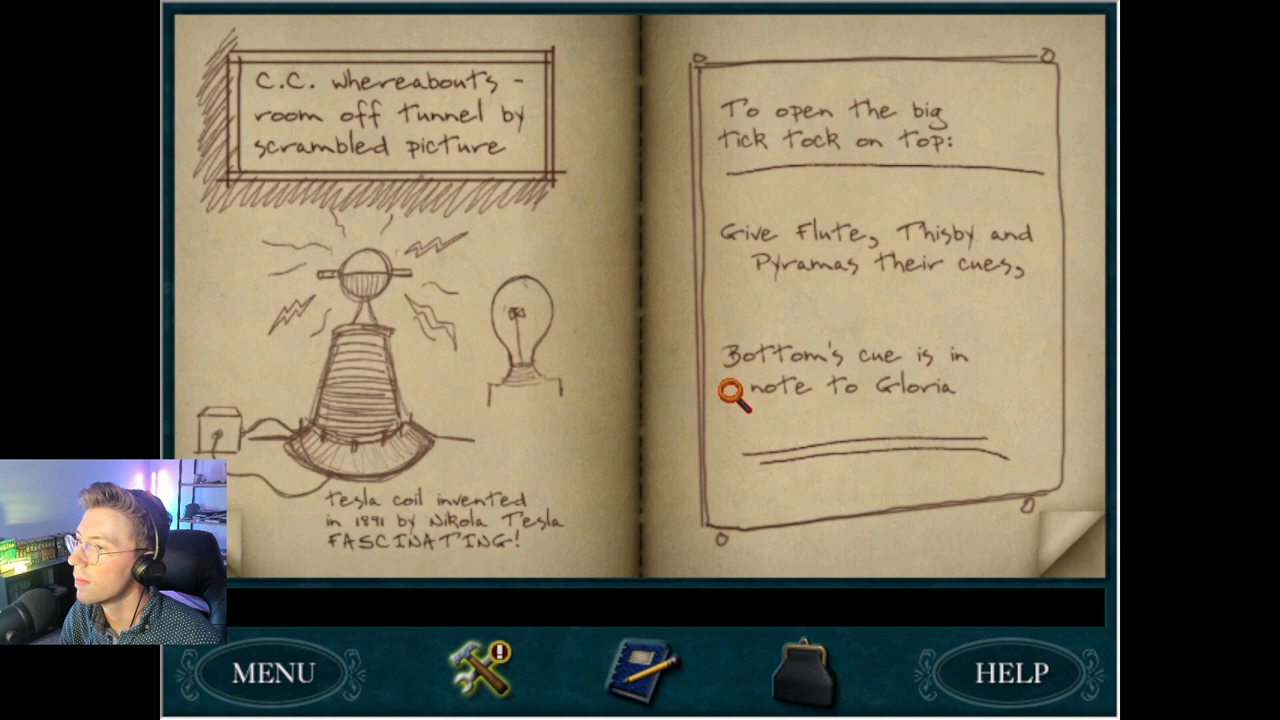 C.C. whereabouts -
room off tunnel by
scrambled picture
Tesla coil invented
in 1891 by Nikola Tesla
FASCINATING!
To open the big
tick tock on top:
Give Flute, Thisby and
Pyramas their cues,
Bottom's cue is in
note to Gloria
MENU
HELP